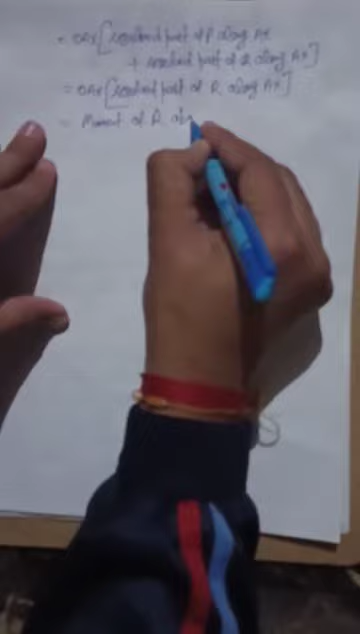 = OA×[resolved part of P along AX
+ resolved part of Q along AX]
= OA×[resolved part of R along AX]
= Moment of R abo